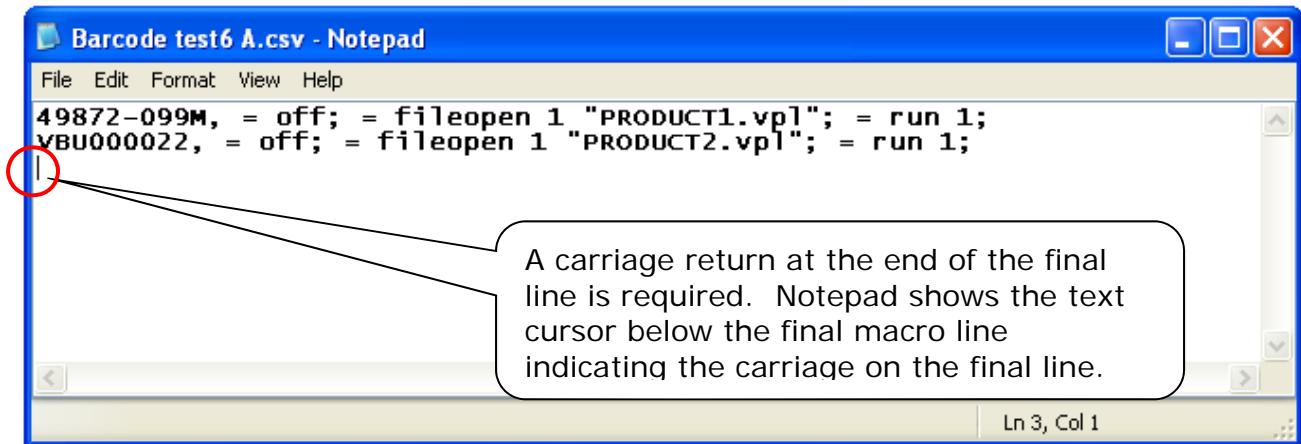 Barcode test6 A.csv - Notepad
File Edit Format View Help
49872-099M, = off; = fileopen 1 "PRODUCT1.vpl"; = run 1;
VBU000022, = off; = fileopen 1 "PRODUCT2.vpl"; = run 1;
A carriage return at the end of the final
line is required. Notepad shows the text
cursor below the final macro line
indicating the carriage on the final line.
Ln 3, Col 1